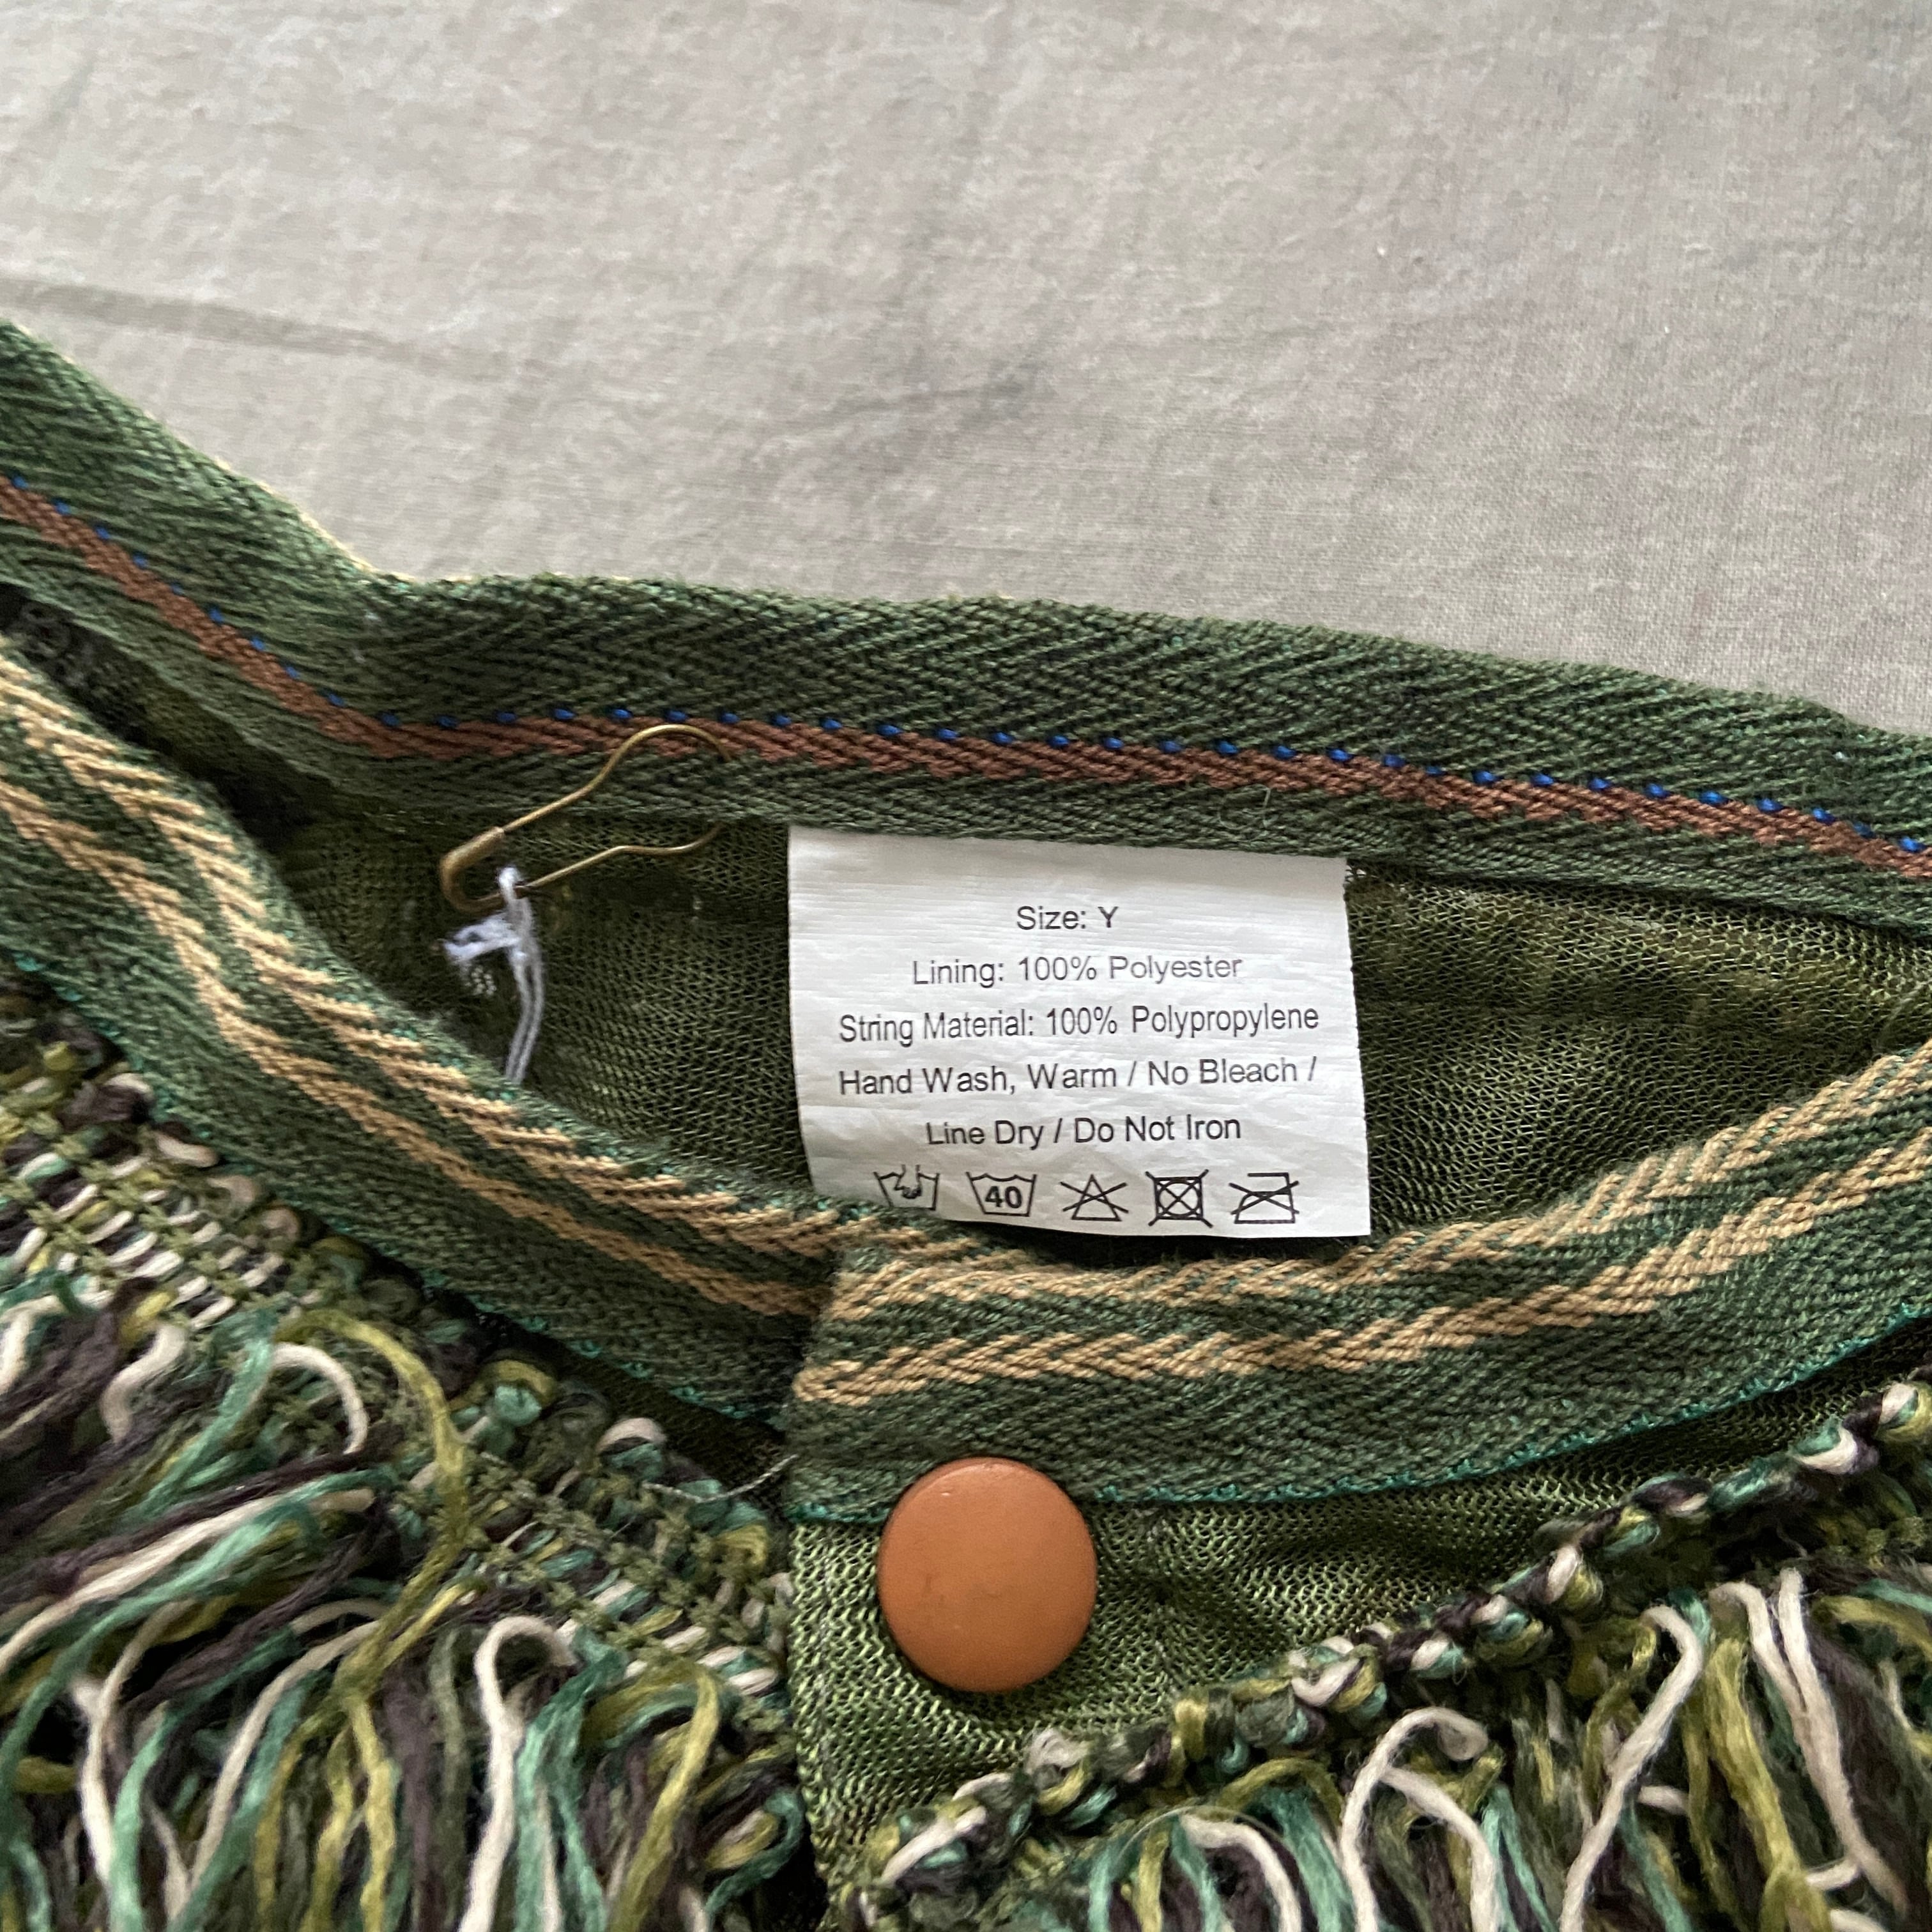 Size: Y
Lining: 100% Polyester
String Material: 100% Polypropylene
Hand Wash, Warm / No Bleach /
Line Dry / Do Not Iron
40